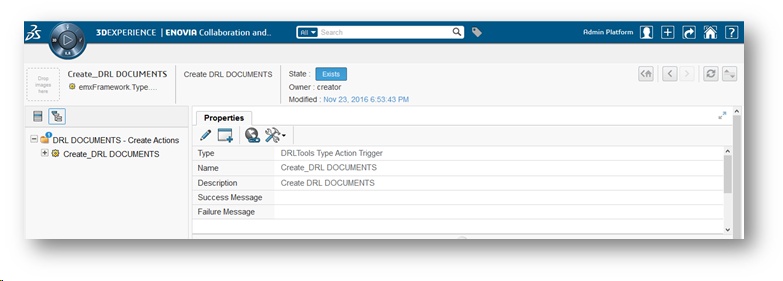 3DEXPERIENCE | ENOVIA Collaboration and..
All Search
Admin Platform
Drop images here
Create_DRL DOCUMENTS
emxFramework.Type....
Create DRL DOCUMENTS
State : Exists
Owner : creator
Modified : Nov 23, 2016 6:53:43 PM
DRL DOCUMENTS - Create Actions
Create_DRL DOCUMENTS
Properties
Type DRLTools Type Action Trigger
Name Create_DRL DOCUMENTS
Description Create DRL DOCUMENTS
Success Message
Failure Message